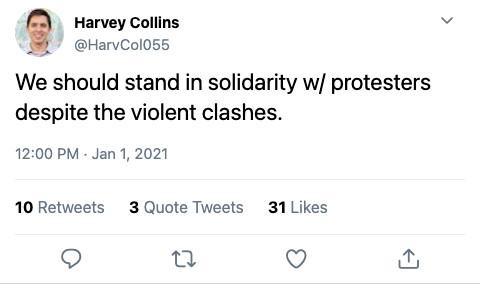 Harvey Collins
@HarvCol055
We should stand in solidarity w/ protesters
despite the violent clashes.
12:00 PM · Jan 1, 2021
10 Retweets 3 Quote Tweets 31 Likes